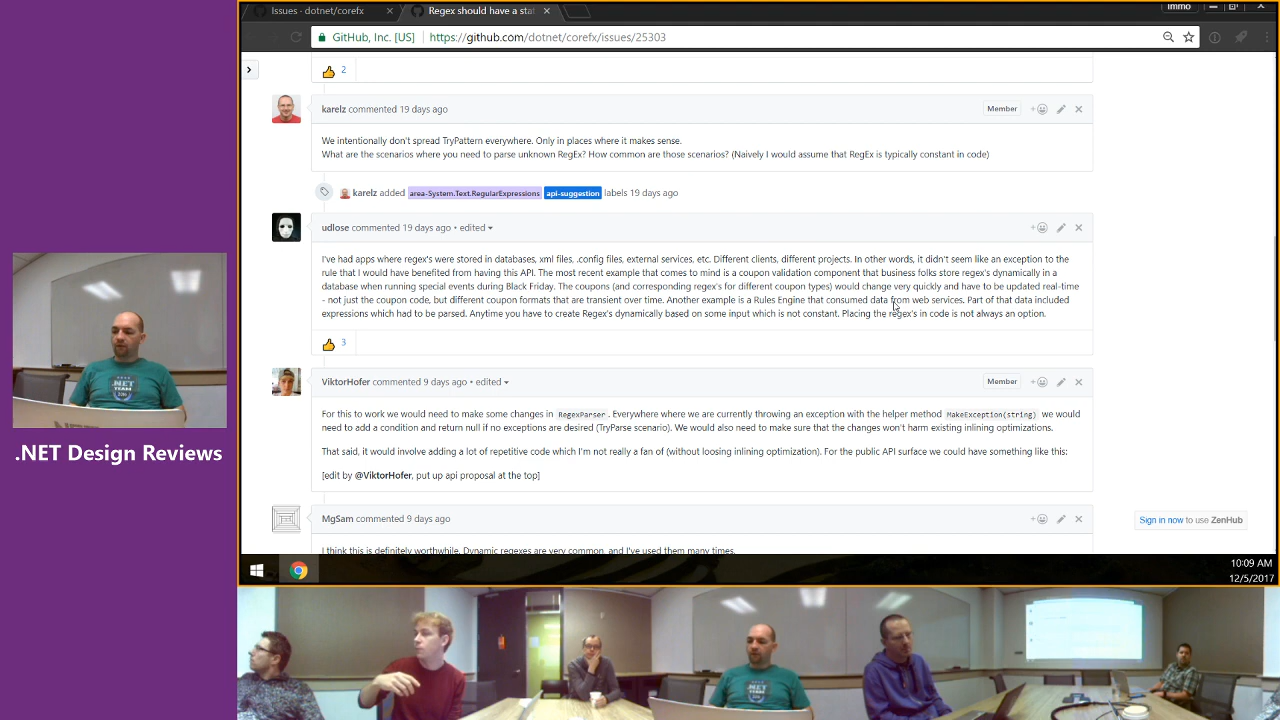 Issues - dotnet/corefx
Regex should have a stat
Immo
GitHub, Inc. [US]
https://github.com/dotnet/corefx/issues/25303
2
karelz commented 19 days ago
Member
We intentionally don't spread TryPattern everywhere. Only in places where it makes sense.
What are the scenarios where you need to parse unknown RegEx? How common are those scenarios? (Naively I would assume that RegEx is typically constant in code)
karelz added area-System.Text.RegularExpressions api-suggestion labels 19 days ago
udlose commented 19 days ago • edited
I've had apps where regex's were stored in databases, xml files, .config files, external services, etc. Different clients, different projects. In other words, it didn't seem like an exception to the
rule that I would have benefited from having this API. The most recent example that comes to mind is a coupon validation component that business folks store regex's dynamically in a
database when running special events during Black Friday. The coupons (and corresponding regex's for different coupon types) would change very quickly and have to be updated real-time
- not just the coupon code, but different coupon formats that are transient over time. Another example is a Rules Engine that consumed data from web services. Part of that data included
expressions which had to be parsed. Anytime you have to create Regex's dynamically based on some input which is not constant. Placing the regex's in code is not always an option.
3
ViktorHofer commented 9 days ago • edited
Member
For this to work we would need to make some changes in RegexParser. Everywhere where we are currently throwing an exception with the helper method MakeException(string) we would
need to add a condition and return null if no exceptions are desired (TryParse scenario). We would also need to make sure that the changes won't harm existing inlining optimizations.
That said, it would involve adding a lot of repetitive code which I'm not really a fan of (without loosing inlining optimization). For the public API surface we could have something like this:
[edit by @ViktorHofer, put up api proposal at the top]
MgSam commented 9 days ago
I think this is definitely worthwhile. Dynamic regexes are very common, and I've used them many times.
Sign in now to use ZenHub
10:09 AM
12/5/2017
.NET
TEAM
.NET Design Reviews